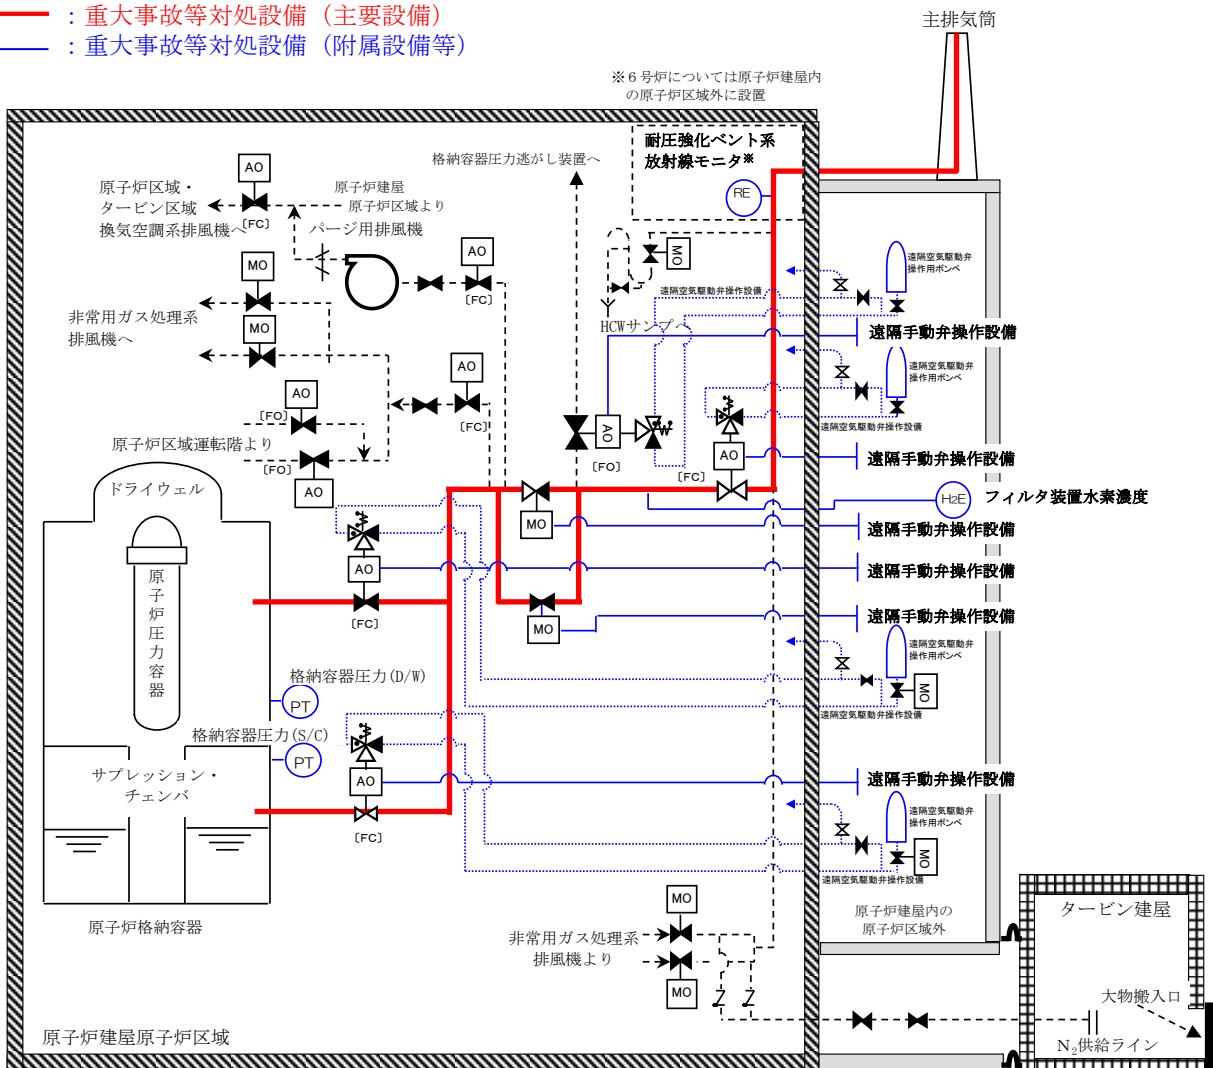 ：重大事故等対処設備（主要設備）
：重大事故等対処設備（附属設備等）
主排気筒
※６号炉については原子炉建屋内
の原子炉区域外に設置
耐圧強化ベント系
放射線モニタ※
RE
格納容器圧力逃がし装置へ
AO
原子炉区域・
タービン区域
換気空調系排風機へ
(FC)
原子炉建屋
原子炉区域より
パージ用排風機
AO
(FC)
MO
MO
非常用ガス処理系
排風機へ
MO
HCWサンプへ
遠隔空気駆動弁操作設備
遠隔空気駆動弁
操作用ボンベ
遠隔手動弁操作設備
遠隔空気駆動弁
操作用ボンベ
遠隔空気駆動弁操作設備
AO
(FO)
原子炉区域運転階より
(FO)
AO
AO
(FC)
AO
(FO)
(FC)
AO
遠隔手動弁操作設備
H2E
フィルタ装置水素濃度
MO
遠隔手動弁操作設備
遠隔手動弁操作設備
遠隔手動弁操作設備
ドライウェル
原子炉圧力容器
AO
(FC)
MO
遠隔空気駆動弁
操作用ボンベ
MO
遠隔空気駆動弁操作設備
格納容器圧力(D/W)
PT
格納容器圧力(S/C)
PT
サプレッション・
チェンバ
AO
(FC)
遠隔手動弁操作設備
遠隔空気駆動弁
操作用ボンベ
MO
遠隔空気駆動弁操作設備
原子炉格納容器
MO
非常用ガス処理系
排風機より
MO
原子炉建屋内の
原子炉区域外
タービン建屋
大物搬入口
N₂供給ライン
原子炉建屋原子炉区域